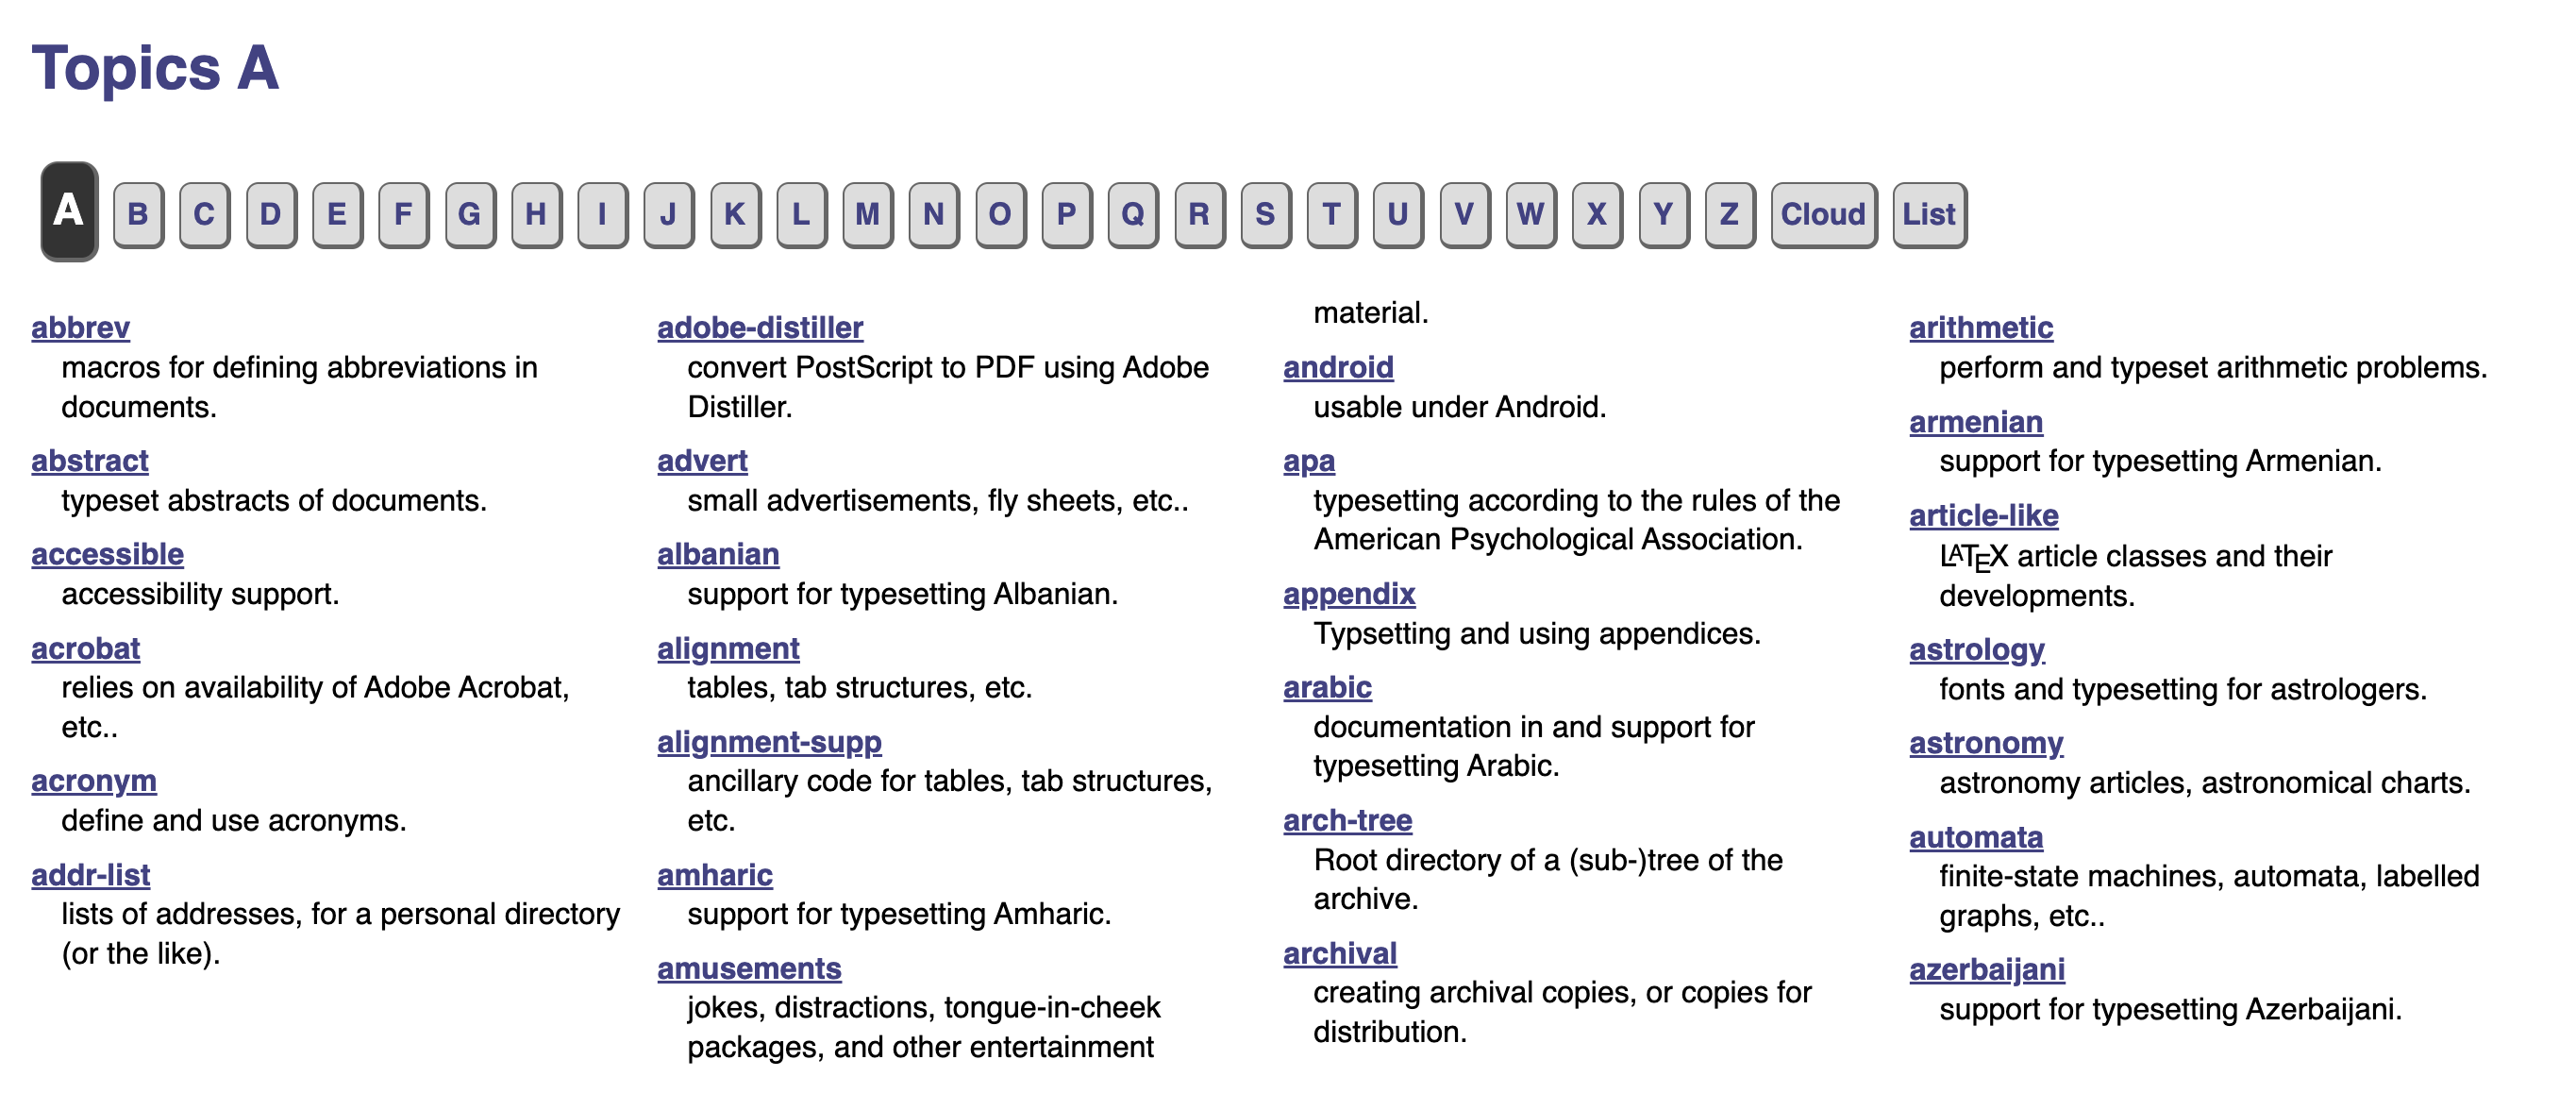 Topics A
A B C D E F G H I J K L M N O P Q R S T U V W X Y Z Cloud List
abbrev
macros for defining abbreviations in
documents.
abstract
typeset abstracts of documents.
accessible
accessibility support.
acrobat
relies on availability of Adobe Acrobat,
etc..
acronym
define and use acronyms.
addr-list
lists of addresses, for a personal directory
(or the like).
adobe-distiller
convert PostScript to PDF using Adobe
Distiller.
advert
small advertisements, fly sheets, etc..
albanian
support for typesetting Albanian.
alignment
tables, tab structures, etc.
alignment-supp
ancillary code for tables, tab structures,
etc.
amharic
support for typesetting Amharic.
amusements
jokes, distractions, tongue-in-cheek
packages, and other entertainment
material.
android
usable under Android.
apa
typesetting according to the rules of the
American Psychological Association.
appendix
Typsetting and using appendices.
arabic
documentation in and support for
typesetting Arabic.
arch-tree
Root directory of a (sub-)tree of the
archive.
archival
creating archival copies, or copies for
distribution.
arithmetic
perform and typeset arithmetic problems.
armenian
support for typesetting Armenian.
article-like
LATEX article classes and their
developments.
astrology
fonts and typesetting for astrologers.
astronomy
astronomy articles, astronomical charts.
automata
finite-state machines, automata, labelled
graphs, etc..
azerbaijani
support for typesetting Azerbaijani.